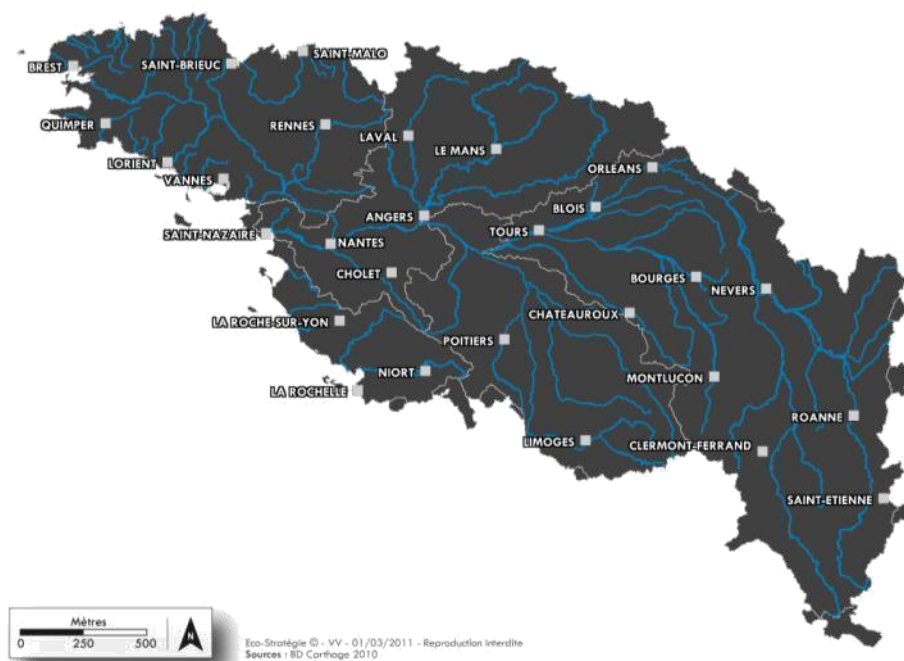 SAINT-MALO
BREST
SAINT-BRIEUC
QUIMPER
RENNES
LAVAL
LE MANS
LORIENT
ORLEANS
VANNES
BLOIS
ANGERS
TOURS
SAINT-NAZAIRE
NANTES
CHOLET
BOURGES
NEVERS
LA ROCHE-SUR-YON
CHATEAUROUX
POITIERS
NIORT
MONTLUCON
LA ROCHELLE
ROANNE
LIMOGES
CLERMONT-FERRAND
SAINT-ETIENNE
Mètres
0 250 500
N
Eco-Stratégie © - VV - 01/03/2011 - Reproduction interdite
Sources : BD Carthage 2010